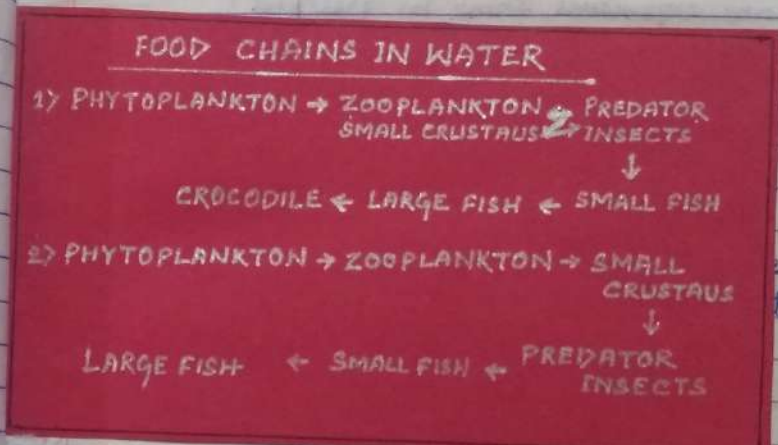 FOOD CHAINS IN WATER
1) PHYTOPLANKTON → ZOOPLANKTON → PREDATOR
SMALL CRUSTAUS → INSECTS
↓
CROCODILE ← LARGE FISH ← SMALL FISH
2) PHYTOPLANKTON → ZOOPLANKTON → SMALL
CRUSTAUS
↓
LARGE FISH ← SMALL FISH ← PREDATOR
INSECTS